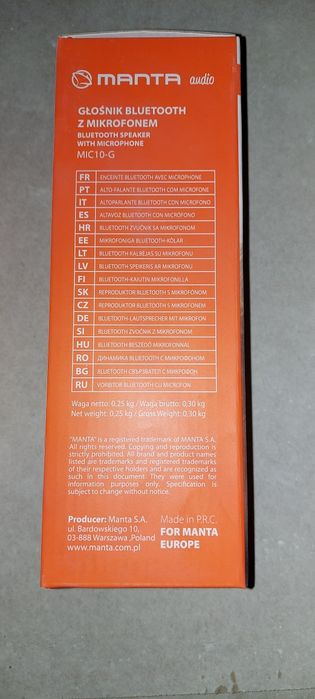 MANTA audio
GŁOŚNIK BLUETOOTH
Z MIKROFONEM
BLUETOOTH SPEAKER
WITH MICROPHONE
MIC10-G
FR ENCEINTE BLUETOOTH AVEC MICROPHONE
PT ALTO-FALANTE BLUETOOTH COM MICROFONE
IT ALTOPARLANTE BLUETOOTH CON MICROFONO
ES ALTAVOZ BLUETOOTH CON MICRÓFONO
HR BLUETOOTH ZVUČNIK SA MIKROFONOM
EE MIKROFONIGA BLUETOOTH-KÕLAR
LT BLUETOOTH KALBĖJAS SU MIKROFONU
LV BLUETOOTH SPEIKERIS AR MIKROFONU
FI BLUETOOTH-KAIUTIN MIKROFONILLA
SK REPRODUKTOR BLUETOOTH S MIKROFONOM
CZ REPRODUKTOR BLUETOOTH S MIKROFONEM
DE BLUETOOTH-LAUTSPRECHER MIT MIKROFON
SI BLUETOOTH ZVOČNIK Z MIKROFONOM
HU BLUETOOTH BESZÉDŐ MIKROFONNAL
RO ДИНАМИКА BLUETOOTH С МИКРОФОНОМ
BG BLUETOOTH СВЪРЗВАТЕЛ С МИКРОФОН
RU VORBITOR BLUETOOTH CU MICROFON
Waga netto: 0,25 kg / Waga brutto: 0,30 kg
Net weight: 0,25 kg / Gross Weight: 0,30 kg
"MANTA" is a registered trademark of MANTA S.A.
All rights reserved. Copying and reproduction is
strictly prohibited. All brand and product names
listed are trademarks and registered trademarks
of their respective holders and are recognized as
such in this document. They were used for
information purposes only. Specification is
subject to change without notice.
Producer: Manta S.A.
ul. Bardowskiego 10,
03-888 Warszawa ,Poland
www.manta.com.pl
Made in P.R.C.
FOR MANTA
EUROPE